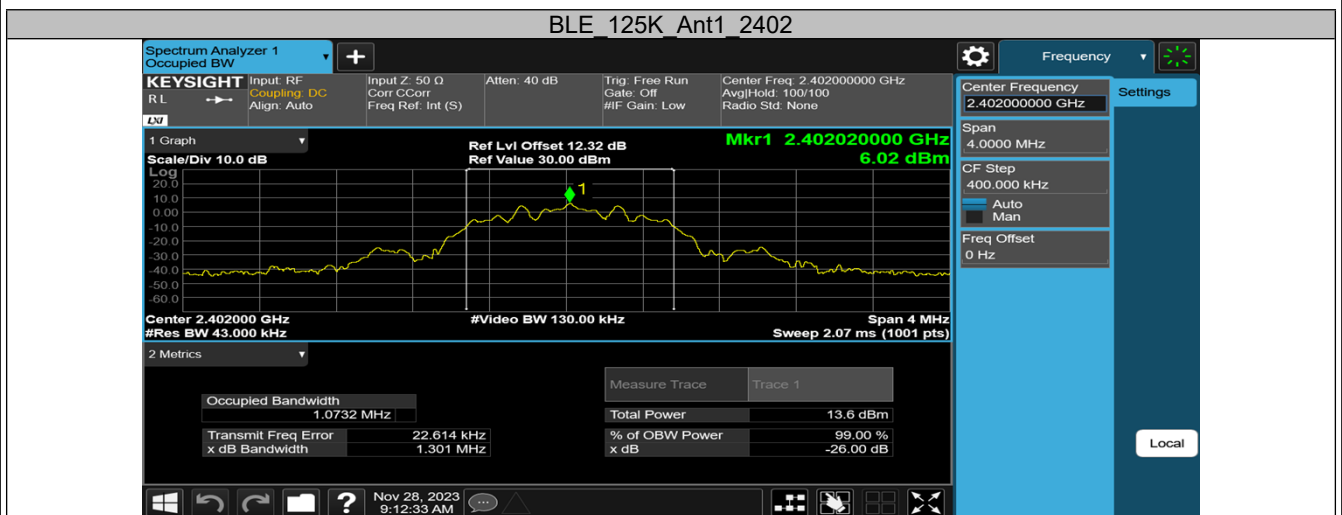 BLE_125K_Ant1_2402
Spectrum Analyzer 1
Occupied BW
+
Frequency
KEYSIGHT
RL
LXI
Input: RF
Coupling: DC
Align: Auto
Input Z: 50 Ω
Corr CCorr
Freq Ref: Int (S)
Atten: 40 dB
Trig: Free Run
Gate: Off
#IF Gain: Low
Center Freq: 2.402000000 GHz
Avg|Hold: 100/100
Radio Std: None
Center Frequency
2.402000000 GHz
Settings
Span
4.0000 MHz
CF Step
400.000 kHz
Auto
Man
Freq Offset
0 Hz
Local
1 Graph
Scale/Div 10.0 dB
Ref Lvl Offset 12.32 dB
Ref Value 30.00 dBm
Mkr1 2.402020000 GHz
6.02 dBm
Log
20.0
10.0
0.00
-10.0
-20.0
-30.0
-40.0
-50.0
-60.0
1
Center 2.402000 GHz
#Res BW 43.000 kHz
#Video BW 130.00 kHz
Span 4 MHz
Sweep 2.07 ms (1001 pts)
2 Metrics
Measure Trace Trace 1
Occupied Bandwidth
1.0732 MHz
Total Power 13.6 dBm
Transmit Freq Error 22.614 kHz
% of OBW Power 99.00 %
x dB Bandwidth 1.301 MHz
x dB -26.00 dB
?
Nov 28, 2023
9:12:33 AM